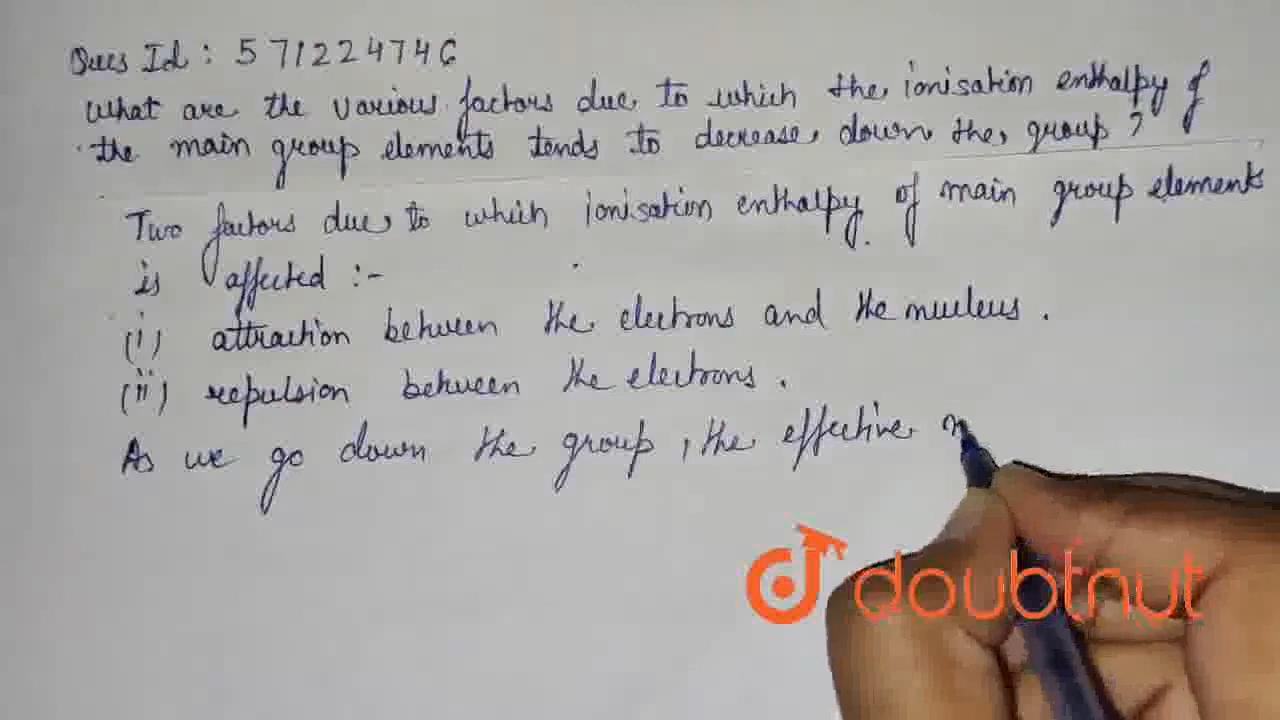 Ques Id : 571224746
What are the various factors due to which the ionisation enthalpy of
the main group elements tends to decrease down the group?
Two factors due to which ionisation enthalpy of main group elements
is affected :-
(i) attraction between the electrons and the nucleus.
(ii) repulsion between the electrons.
As we go down the group, the effective n
doubtnut